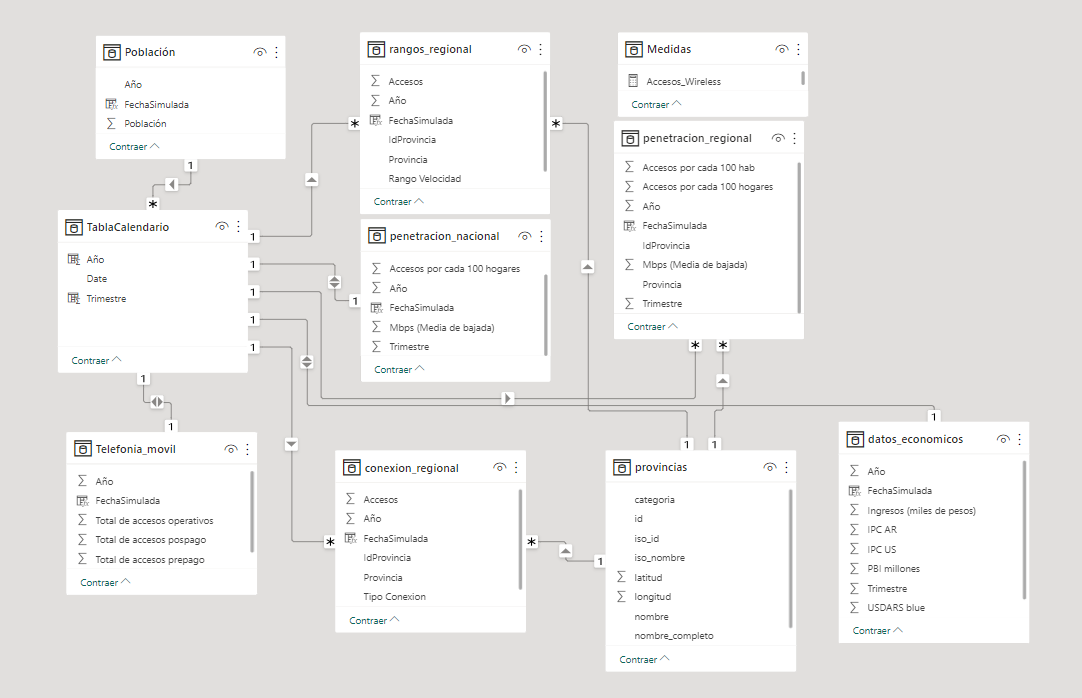 Población
Año
FechaSimulada
Población
Contraer
1
*
TablaCalendario
Año
Date
Trimestre
Contraer
1
1
1
1
1
1
1
Telefonía_movil
Año
FechaSimulada
Total de accesos operativos
Total de accesos pospago
Total de accesos prepago
Contraer
rangos_regional
Accesos
Año
FechaSimulada
IdProvincia
Provincia
Rango Velocidad
Contraer
*
*
penetracion_nacional
Accesos por cada 100 hogares
Año
FechaSimulada
Mbps (Media de bajada)
Trimestre
Contraer
1
Medidas
Accesos_Wireless
Contraer
penetracion_regional
Accesos por cada 100 hab
Accesos por cada 100 hogares
Año
FechaSimulada
IdProvincia
Mbps (Media de bajada)
Provincia
Trimestre
Contraer
*
*
conexion_regional
Accesos
Año
FechaSimulada
IdProvincia
Provincia
Tipo Conexion
Contraer
*
*
1
1
1
provincias
categoria
id
iso_id
iso_nombre
latitud
longitud
nombre
nombre_completo
Contraer
1
datos_economicos
Año
FechaSimulada
Ingresos (miles de pesos)
IPC AR
IPC US
PBI millones
Trimestre
USDARS blue
Contraer